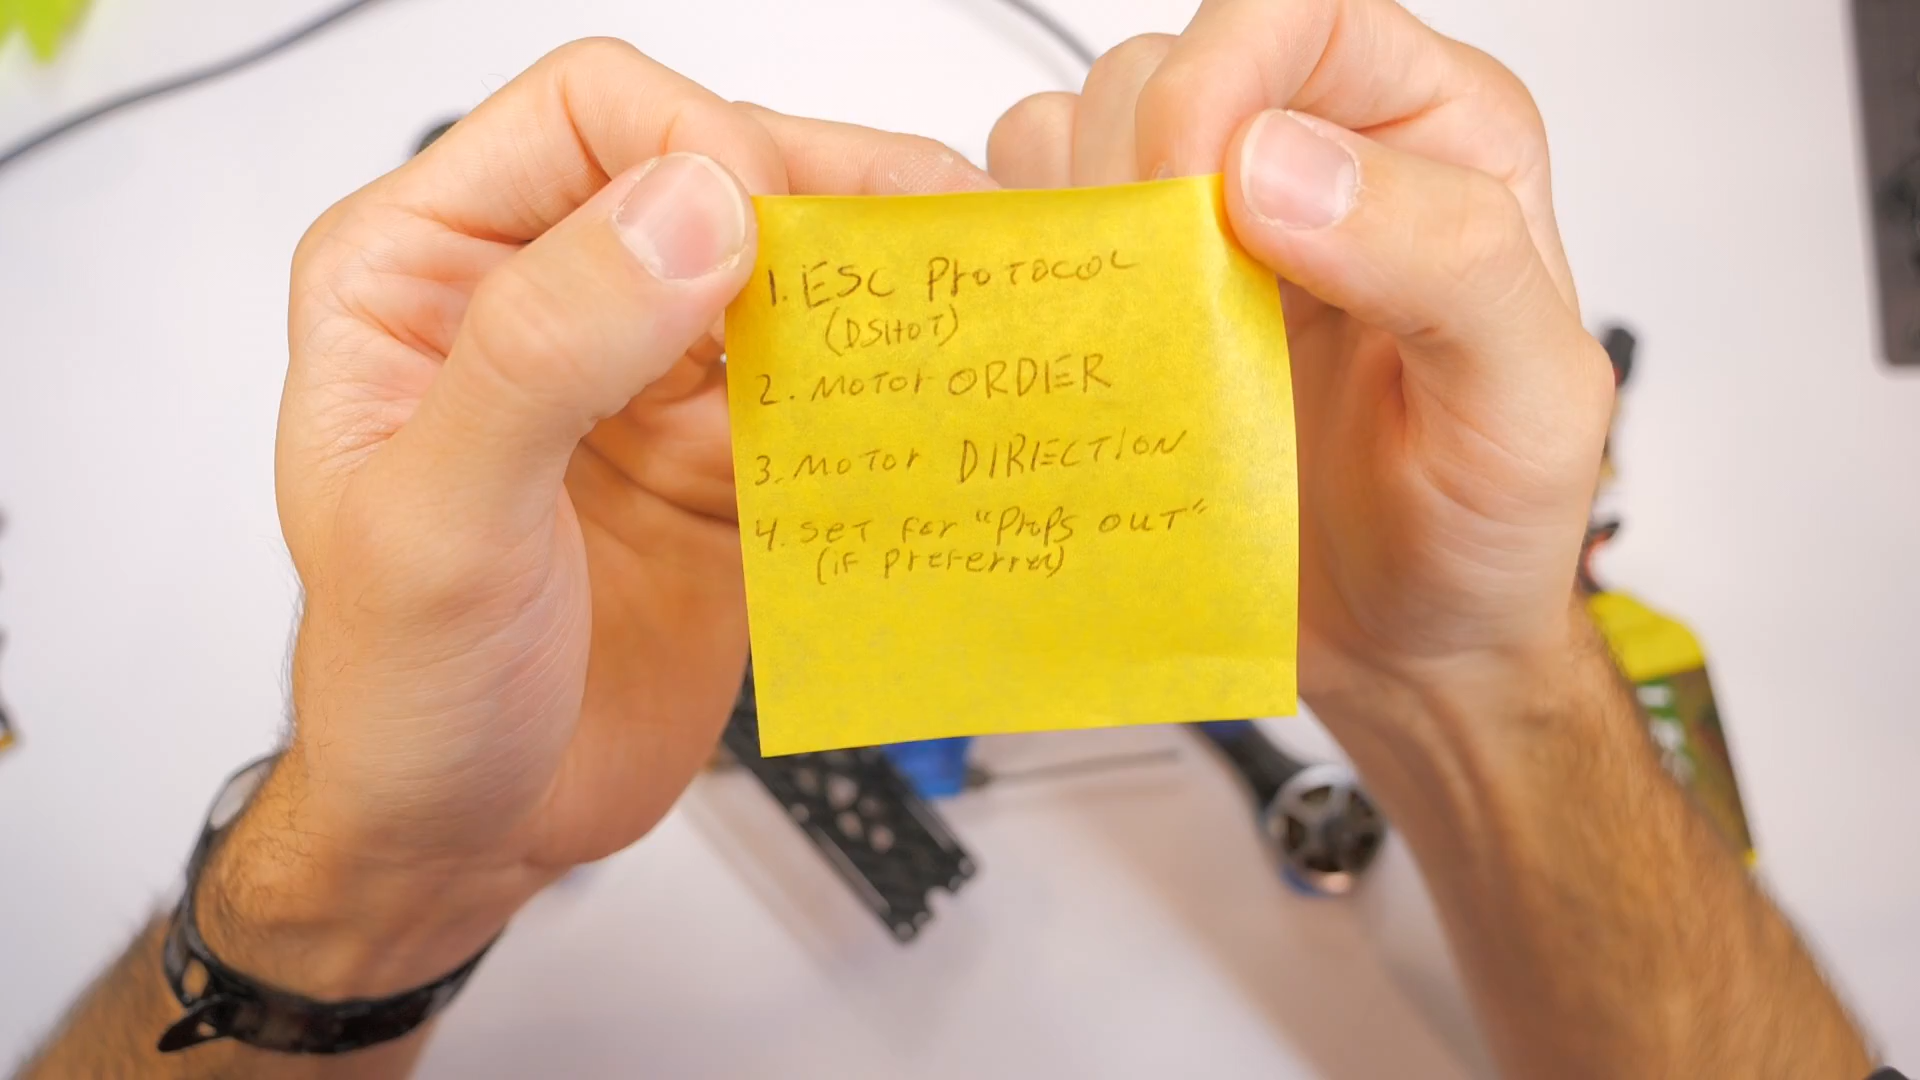 1. ESC Protocol
(DSHOT)
2. Motor ORDER
3. Motor DIRECTION
4. Set For "Props OUT"
(if Preferred)